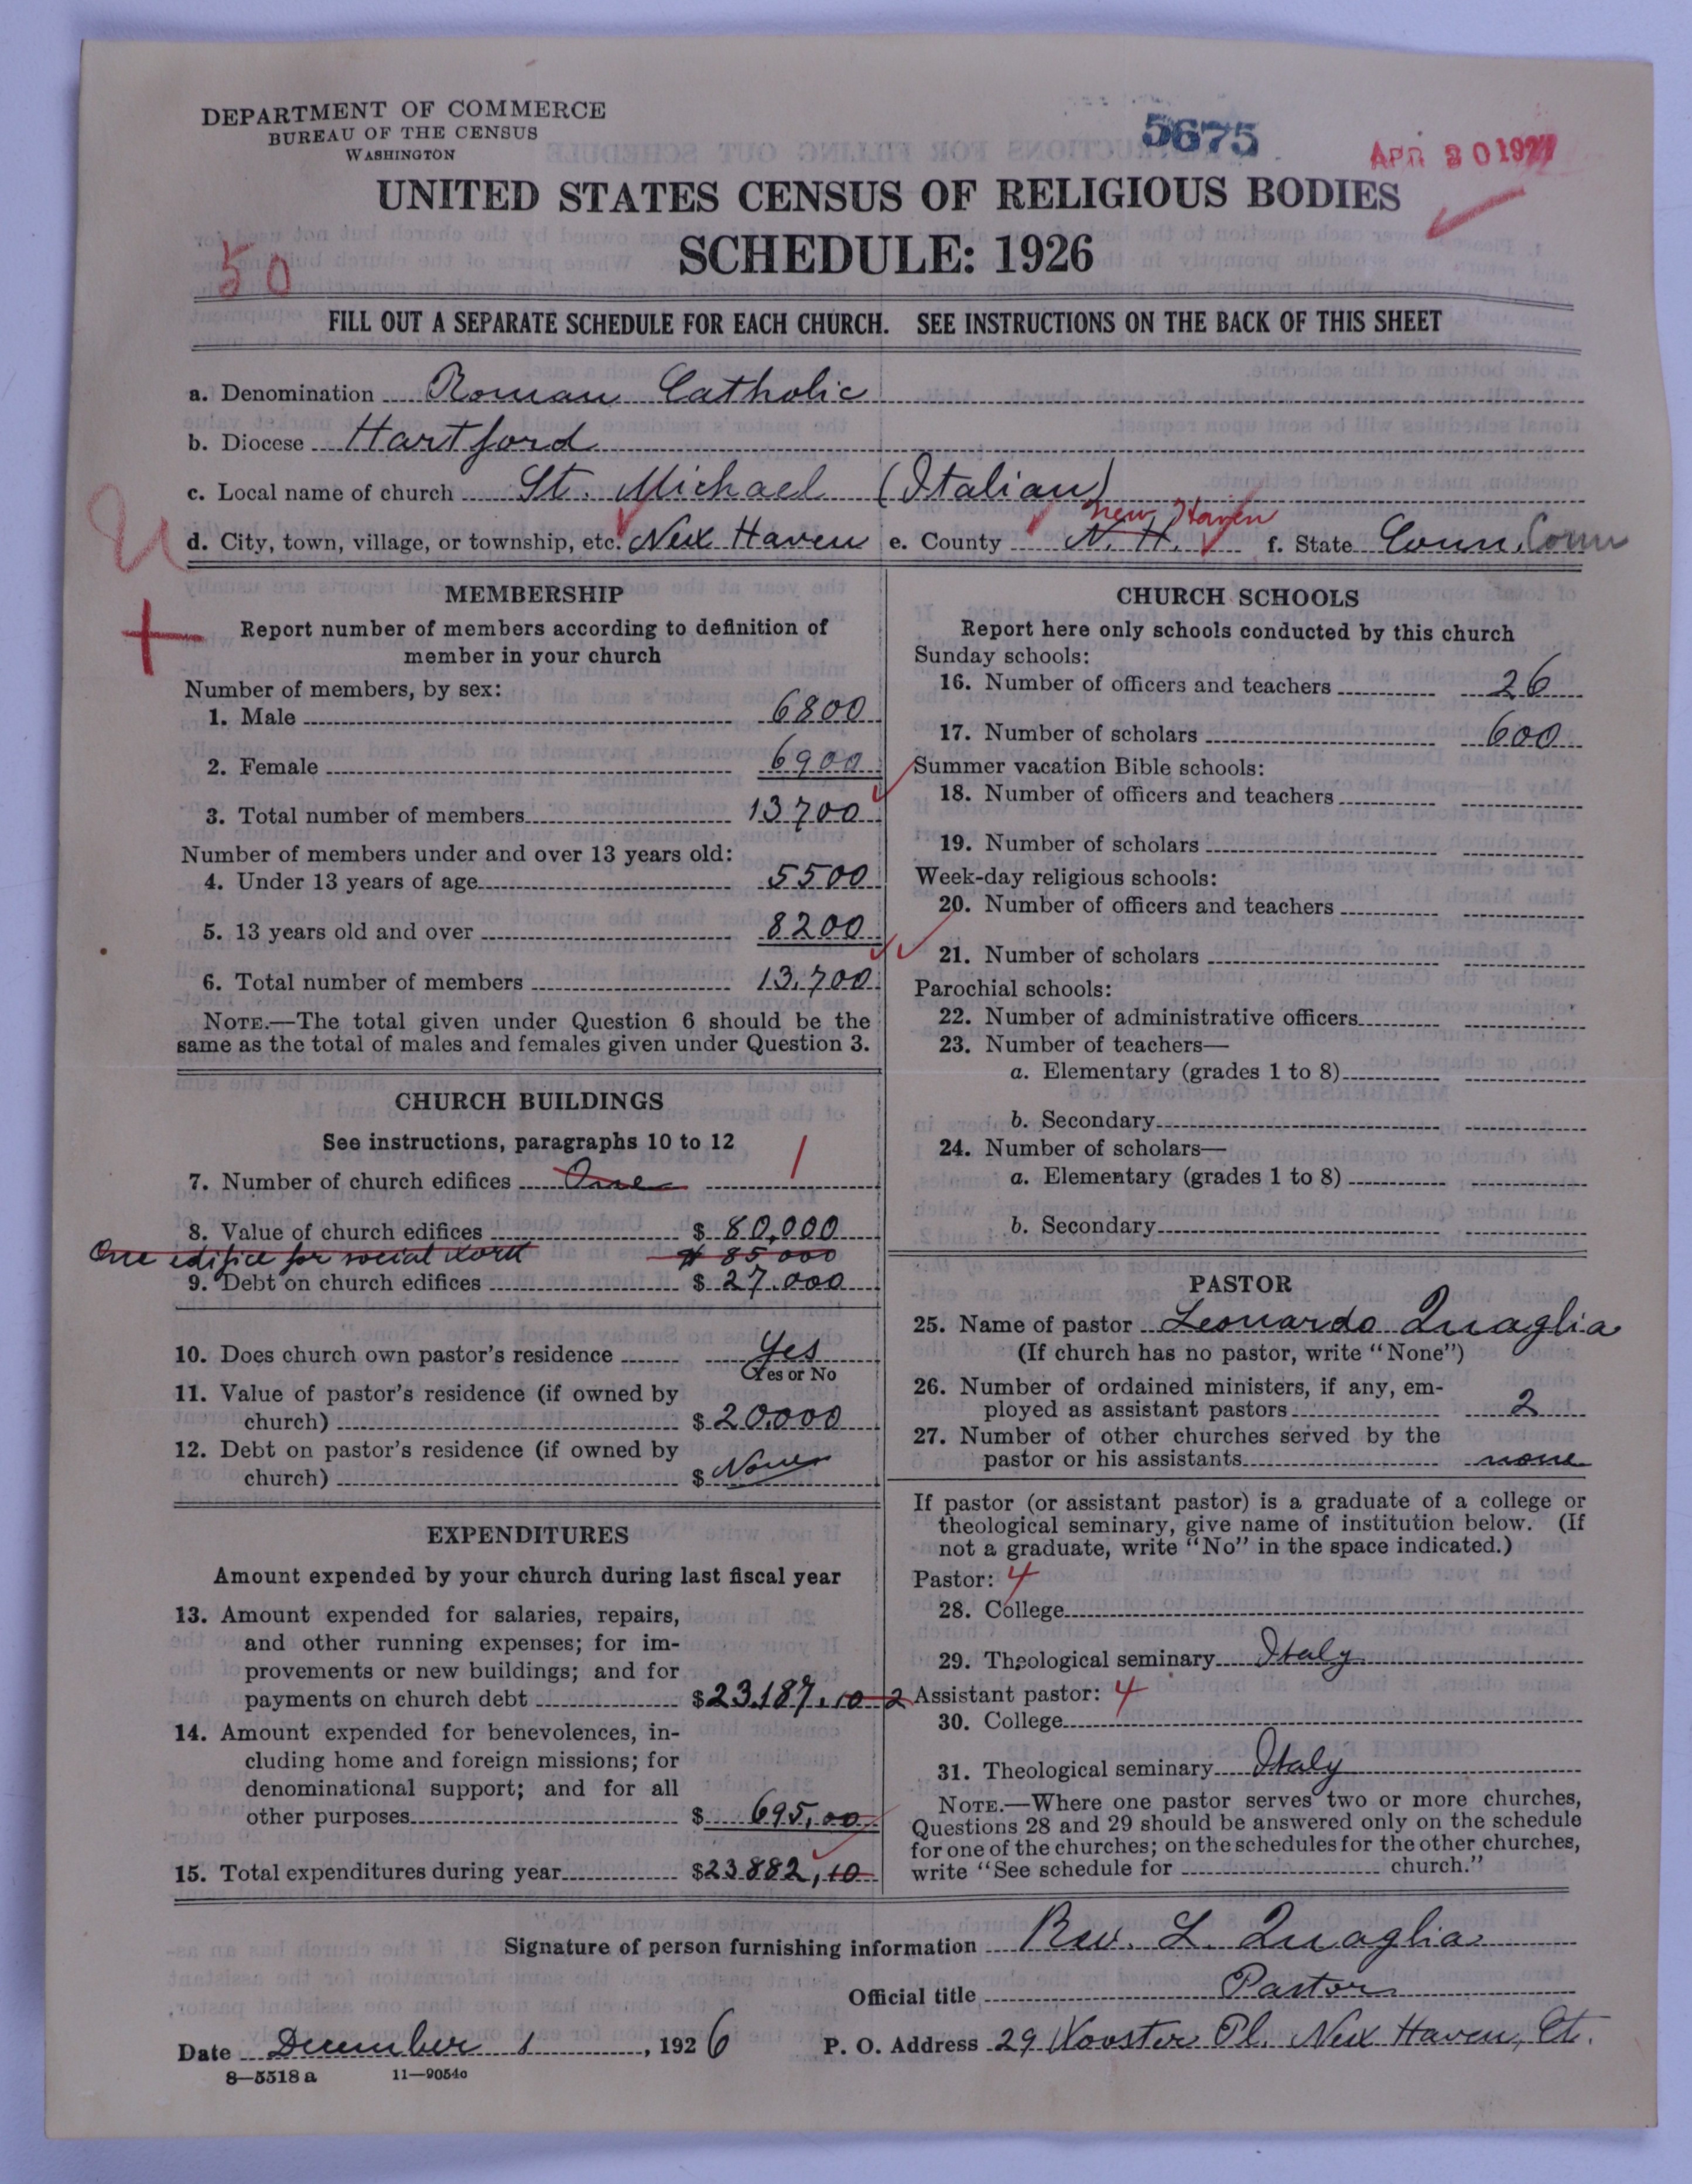 DEPARTMENT OF COMMERCE
BUREAU OF THE CENSUS
WASHINGTON
5675
APR 30 1927
UNITED STATES CENSUS OF RELIGIOUS BODIES
SCHEDULE: 1926
50
FILL OUT A SEPARATE SCHEDULE FOR EACH CHURCH. SEE INSTRUCTIONS ON THE BACK OF THIS SHEET
a. Denomination Roman Catholic
b. Diocese Hartford
c. Local name of church St. Michael (Italian)
New Haven
d. City, town, village, or township, etc. New Haven e. County N. H. f. State Conn. Conn
MEMBERSHIP
Report number of members according to definition of
member in your church
Number of members, by sex:
1. Male 6800
2. Female 6900
3. Total number of members 13700
Number of members under and over 13 years old:
4. Under 13 years of age 5500
5. 13 years old and over 8200
6. Total number of members 13,700
NOTE.—The total given under Question 6 should be the
same as the total of males and females given under Question 3.
CHURCH BUILDINGS
See instructions, paragraphs 10 to 12
7. Number of church edifices One 1
8. Value of church edifices $ 80,000
One edifice for social work $ 85000
9. Debt on church edifices $ 27.000
10. Does church own pastor's residence Yes
Yes or No
11. Value of pastor's residence (if owned by
church) $ 20.000
12. Debt on pastor's residence (if owned by
church) $ None
EXPENDITURES
Amount expended by your church during last fiscal year
13. Amount expended for salaries, repairs,
and other running expenses; for im-
provements or new buildings; and for
payments on church debt $ 23.187.10
14. Amount expended for benevolences, in-
cluding home and foreign missions; for
denominational support; and for all
other purposes $ 695,00
15. Total expenditures during year $ 23882,10
CHURCH SCHOOLS
Report here only schools conducted by this church
Sunday schools:
16. Number of officers and teachers 26
17. Number of scholars 600
Summer vacation Bible schools:
18. Number of officers and teachers
19. Number of scholars
Week-day religious schools:
20. Number of officers and teachers
21. Number of scholars
Parochial schools:
22. Number of administrative officers
23. Number of teachers—
a. Elementary (grades 1 to 8)
b. Secondary
24. Number of scholars—
a. Elementary (grades 1 to 8)
b. Secondary
PASTOR
25. Name of pastor Leonardo Quaglia
(If church has no pastor, write "None")
26. Number of ordained ministers, if any, em-
ployed as assistant pastors 2
27. Number of other churches served by the
pastor or his assistants none
If pastor (or assistant pastor) is a graduate of a college or
theological seminary, give name of institution below. (If
not a graduate, write "No" in the space indicated.)
Pastor: 4
28. College
29. Theological seminary Italy
2 Assistant pastor: 4
30. College
31. Theological seminary Italy
NOTE.—Where one pastor serves two or more churches,
Questions 28 and 29 should be answered only on the schedule
for one of the churches; on the schedules for the other churches,
write "See schedule for church."
Signature of person furnishing information Rev. L. Quaglia
Official title Pastor
Date December 1, 1926 P. O. Address 29 Wooster Pl. New Haven, Ct.
8—5518 a 11—9054o